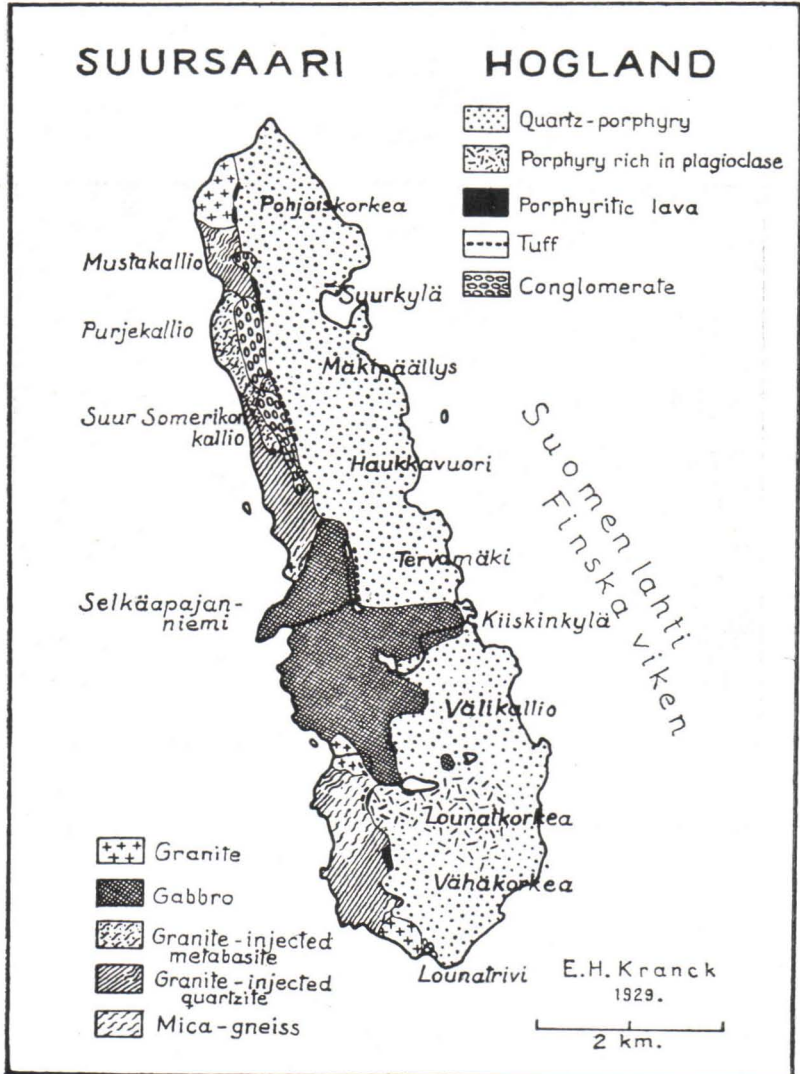 SUURSAARI HOGLAND
Quartz-porphyry
Porphyry rich in plagioclase
Porphyritic lava
Tuff
Conglomerate
Pohjoiskorkea
Mustakallio
Suurkylä
Purjekallio
Mäkipäällys
Suur Somerikon
kallio
Haukkavuori
Suomen lahti
Finska viken
Tervamäki
Selkäapajan-
niemi
Kiiskinkylä
Välikallio
Lounatkorkea
Vähäkorkea
Lounatrivi
Granite
Gabbro
Granite-injected
metabasite
Granite-injected
quartzite
Mica-gneiss
E.H. Kranck
1929.
2 km.